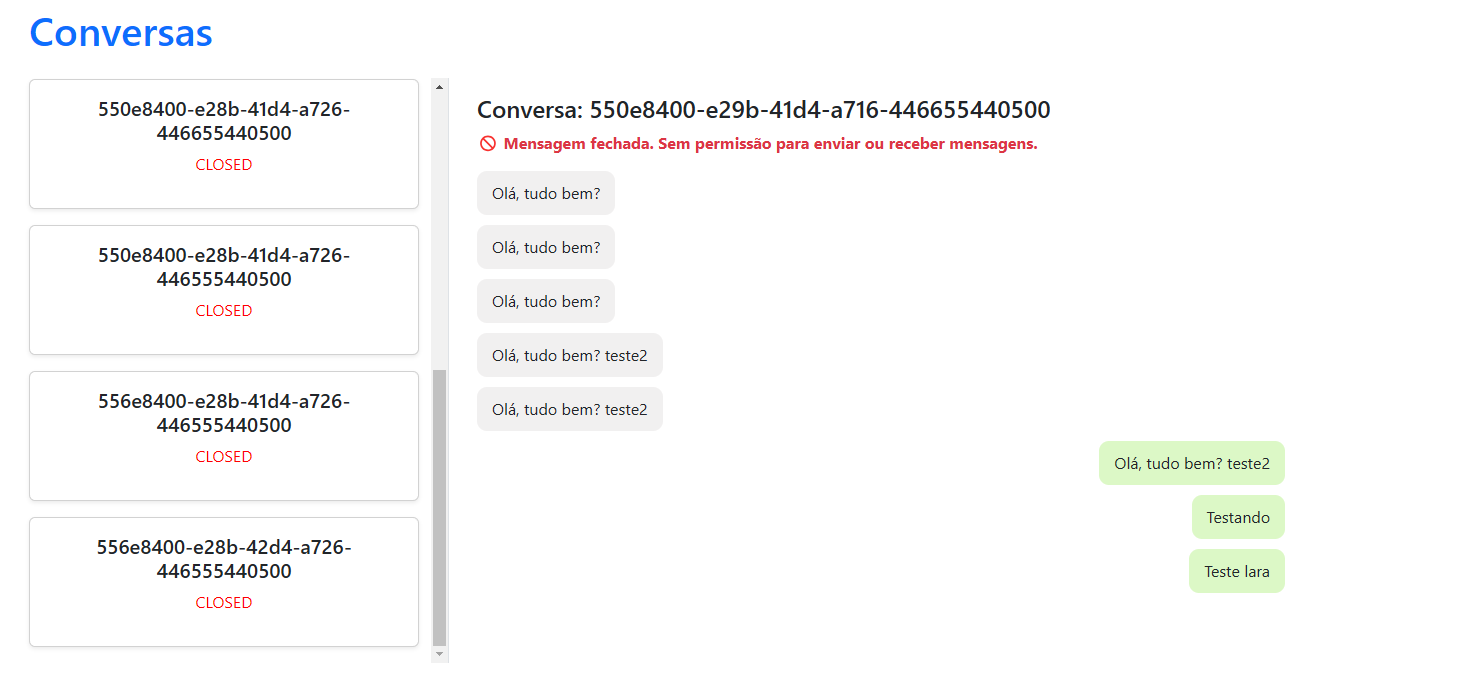 Conversas
550e8400-e28b-41d4-a726-
446655440500
CLOSED
550e8400-e28b-41d4-a726-
446555440500
CLOSED
556e8400-e28b-41d4-a726-
446555440500
CLOSED
556e8400-e28b-42d4-a726-
446555440500
CLOSED
Conversa: 550e8400-e29b-41d4-a716-446655440500
Mensagem fechada. Sem permissão para enviar ou receber mensagens.
Olá, tudo bem?
Olá, tudo bem?
Olá, tudo bem?
Olá, tudo bem? teste2
Olá, tudo bem? teste2
Olá, tudo bem? teste2
Testando
Teste lara